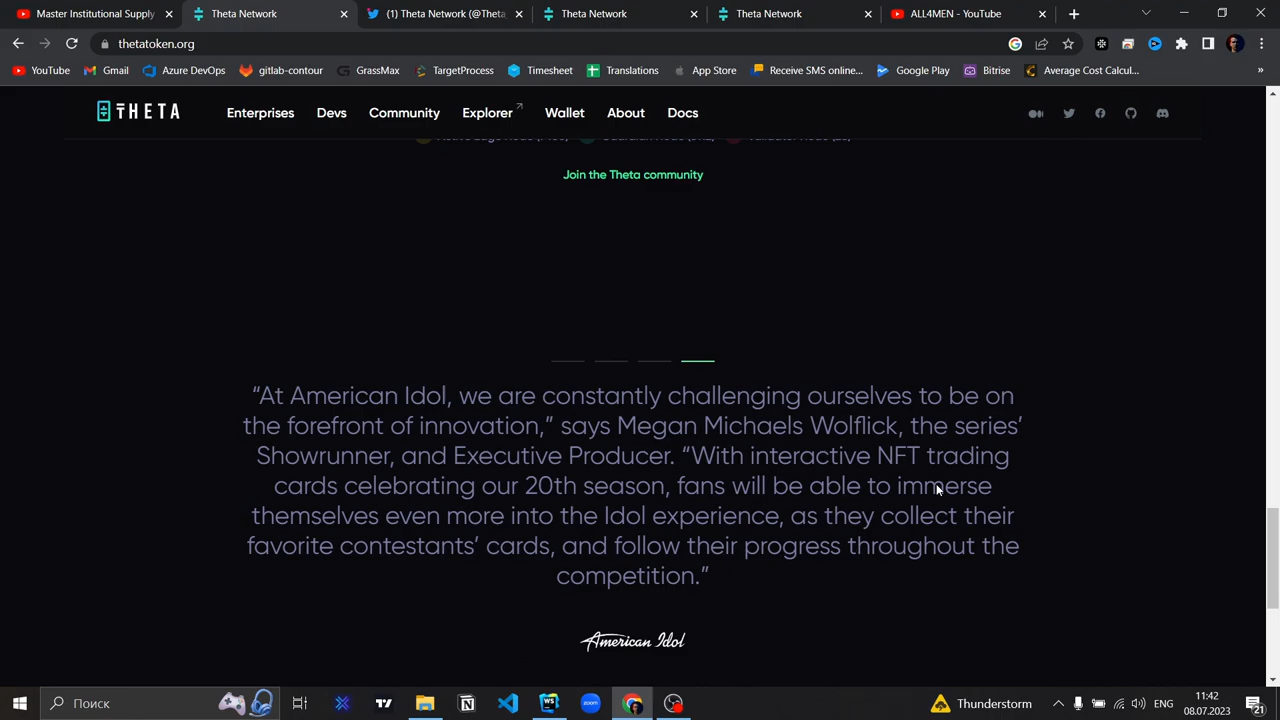 Master Institutional Supply
Theta Network
(1) Theta Network (@Theta_
Theta Network
Theta Network
ALL4MEN - YouTube
thetatoken.org
YouTube
Gmail
Azure DevOps
gitlab-contour
GrassMax
TargetProcess
Timesheet
Translations
App Store
Receive SMS online...
Google Play
Bitrise
Average Cost Calcul...
»
THETA
Enterprises
Devs
Community
Explorer
Wallet
About
Docs
Join the Theta community
“At American Idol, we are constantly challenging ourselves to be on
the forefront of innovation,” says Megan Michaels Wolflick, the series’
Showrunner, and Executive Producer. “With interactive NFT trading
cards celebrating our 20th season, fans will be able to immerse
themselves even more into the Idol experience, as they collect their
favorite contestants’ cards, and follow their progress throughout the
competition.”
American Idol
Поиск
WS
zoom
Thunderstorm
ENG
11:42
08.07.2023
21